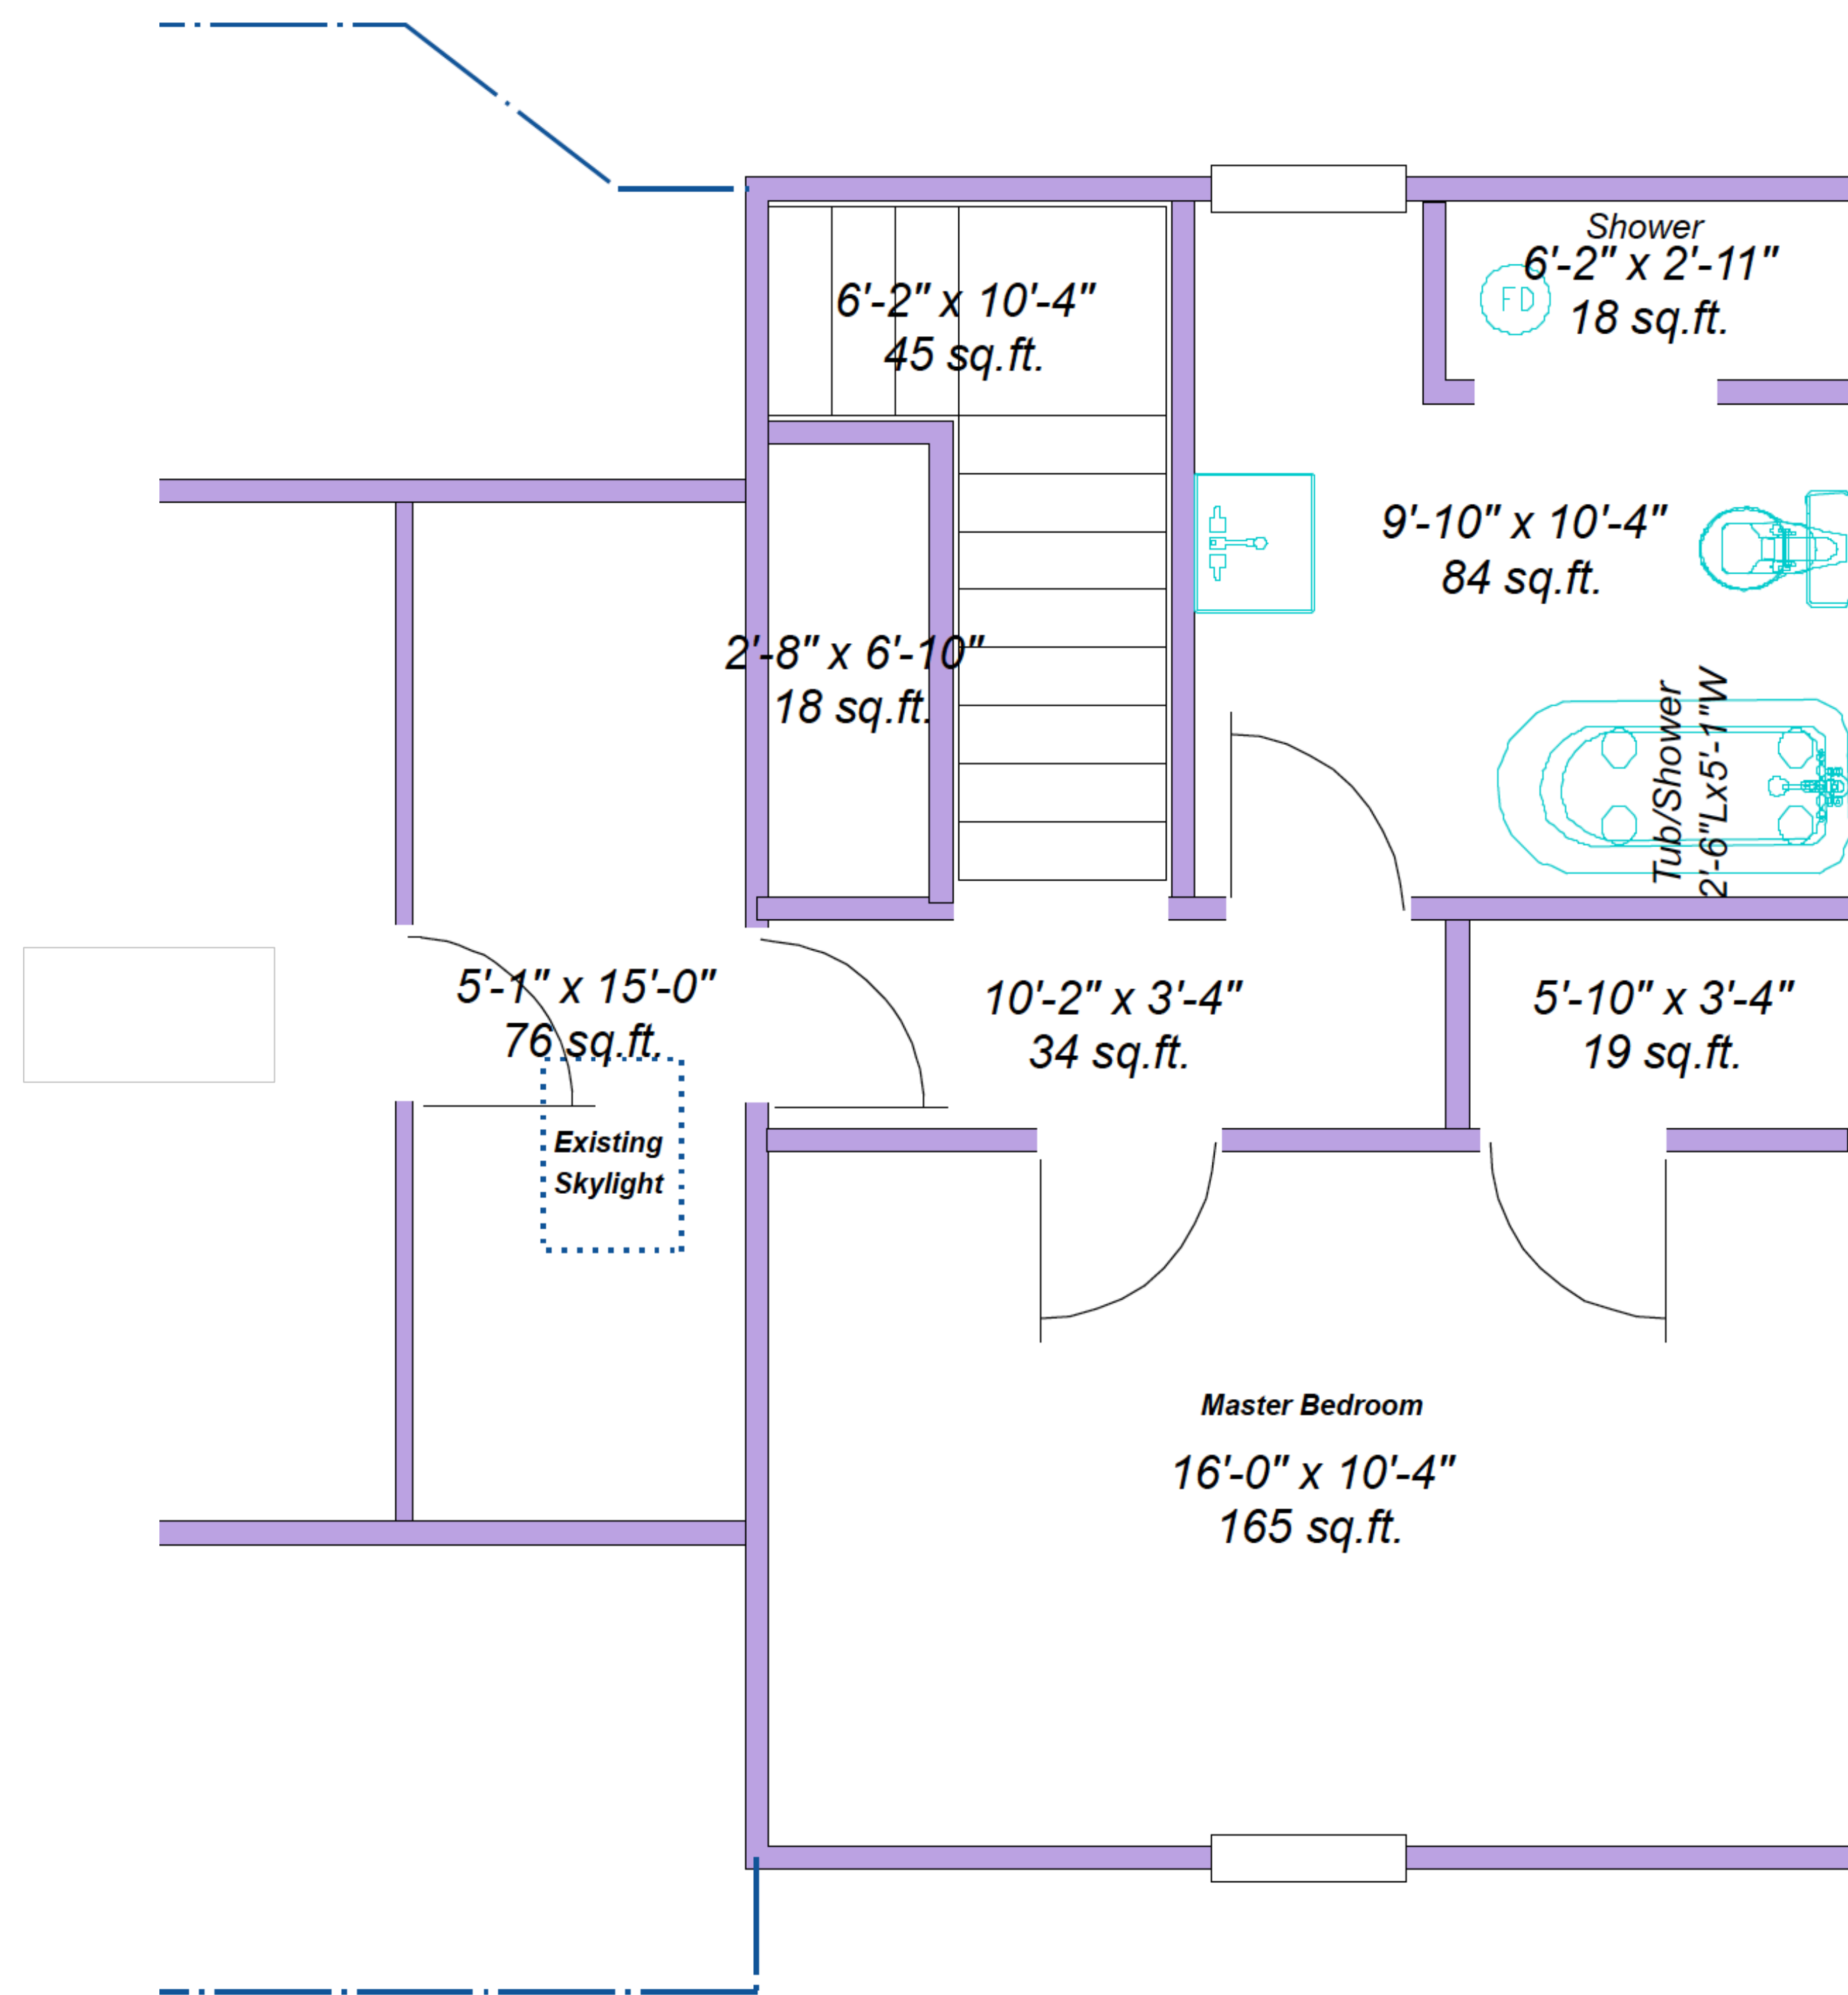 Shower
6'-2" x 2'-11"
18 sq.ft.
FD
6'-2" x 10'-4"
45 sq.ft.
9'-10" x 10'-4"
84 sq.ft.
2'-8" x 6'-10"
18 sq.ft.
Tub/Shower
2'-6"Lx5'-1"W
5'-1" x 15'-0"
76 sq.ft.
10'-2" x 3'-4"
34 sq.ft.
5'-10" x 3'-4"
19 sq.ft.
Existing
Skylight
Master Bedroom
16'-0" x 10'-4"
165 sq.ft.